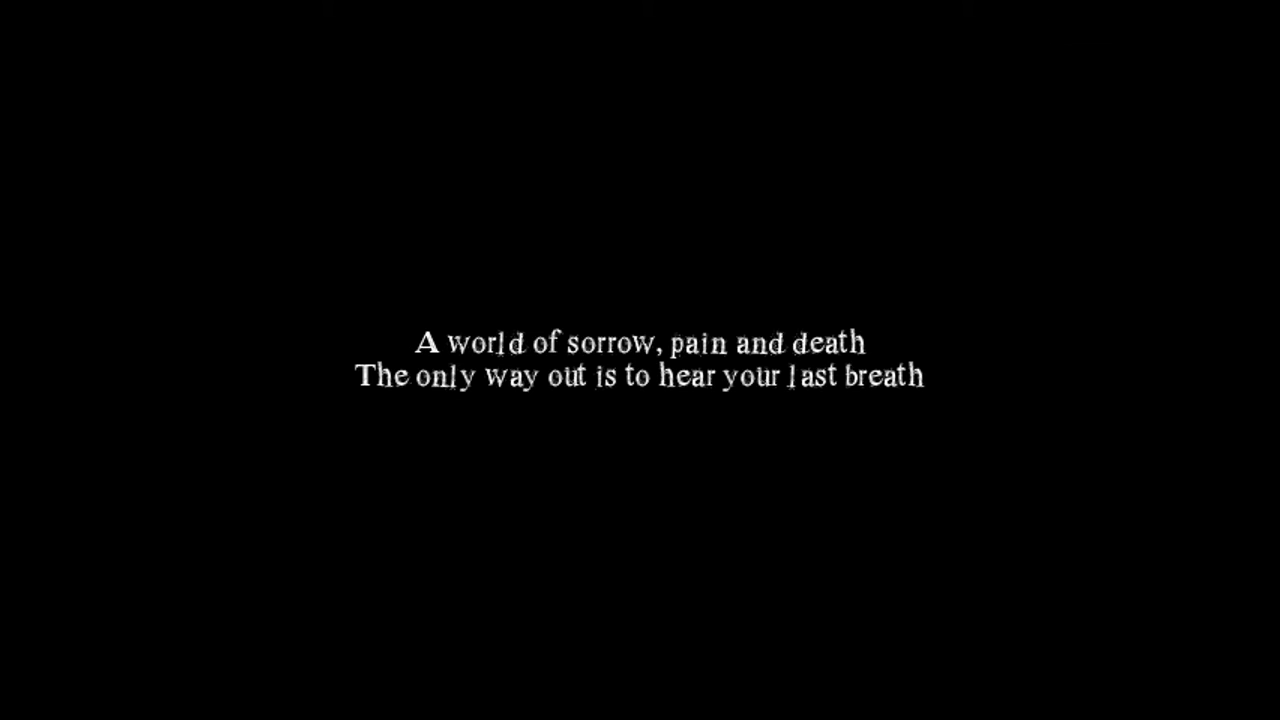 A world of sorrow, pain and death
The only way out is to hear your last breath